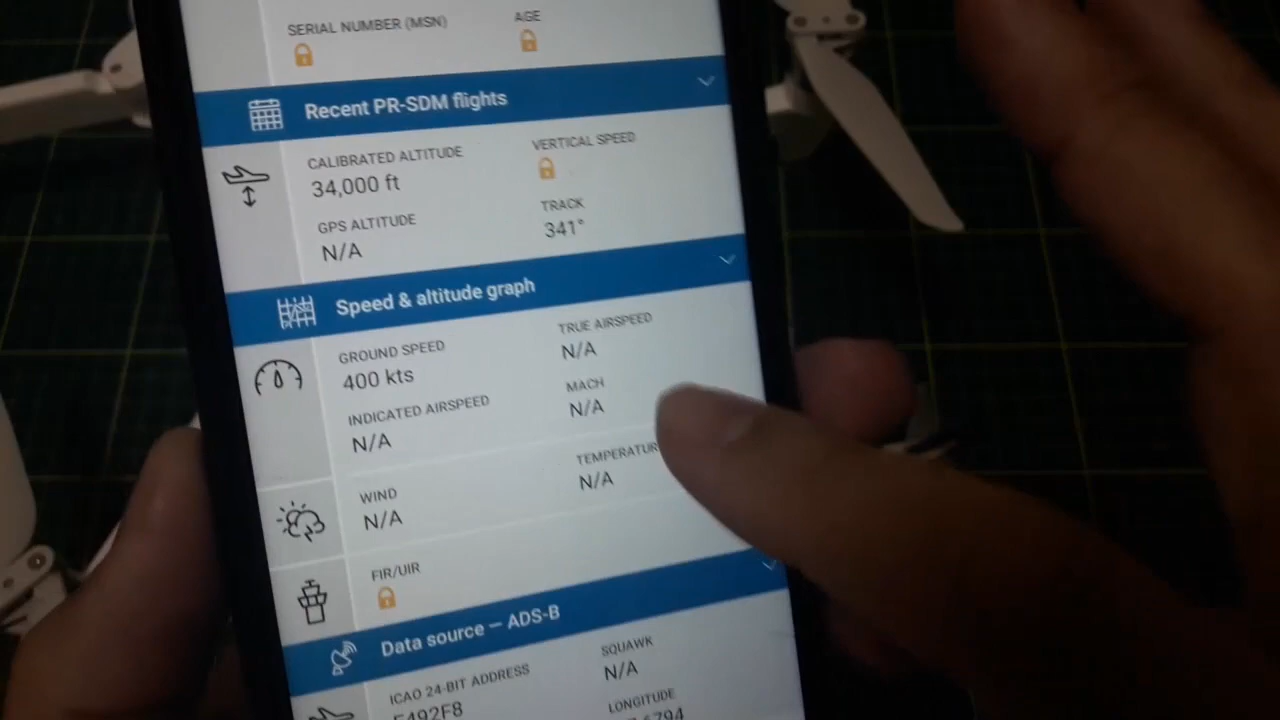 SERIAL NUMBER (MSN)
AGE
Recent PR-SDM flights
CALIBRATED ALTITUDE
34,000 ft
VERTICAL SPEED
GPS ALTITUDE
N/A
TRACK
341°
Speed & altitude graph
GROUND SPEED
400 kts
TRUE AIRSPEED
N/A
INDICATED AIRSPEED
N/A
MACH
N/A
WIND
N/A
N/A
FIR/UIR
Data source – ADS-B
ICAO 24-BIT ADDRESS
SQUAWK
N/A
LONGITUDE